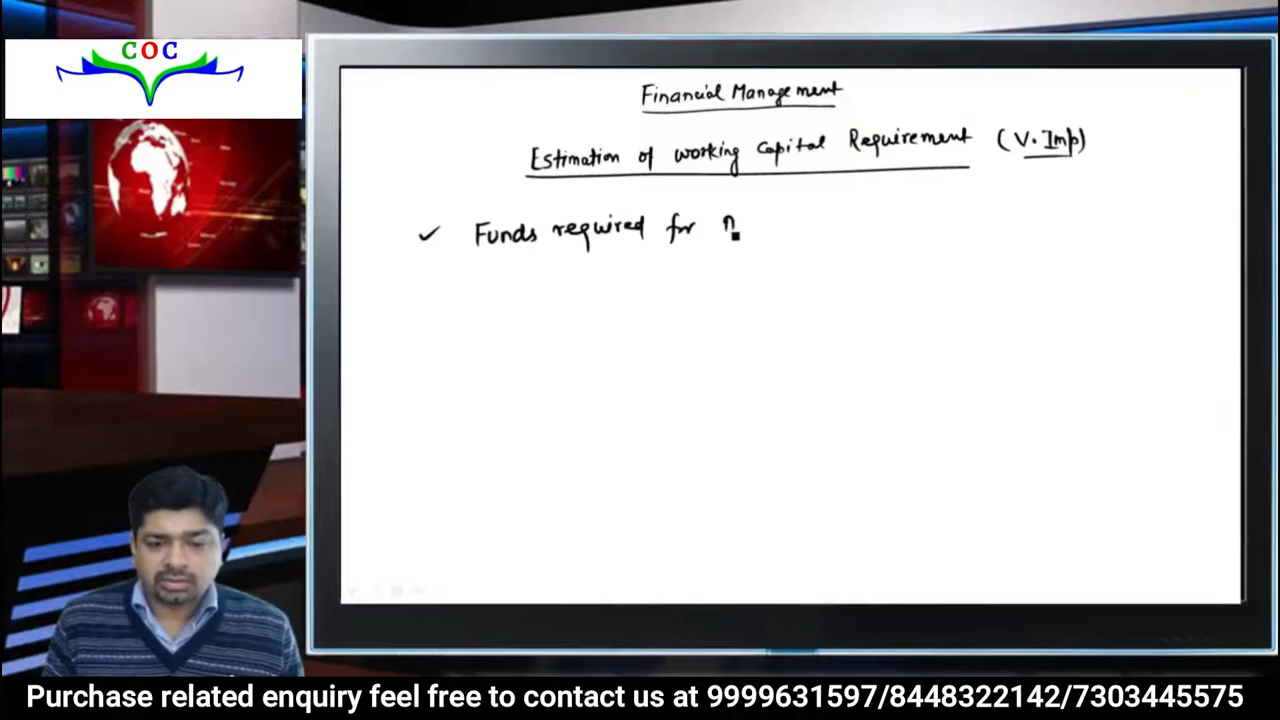 COC
Financial Management
Estimation of working Capital Requirement (V. Imp)
✓ Funds required for
Purchase related enquiry feel free to contact us at 9999631597/8448322142/7303445575